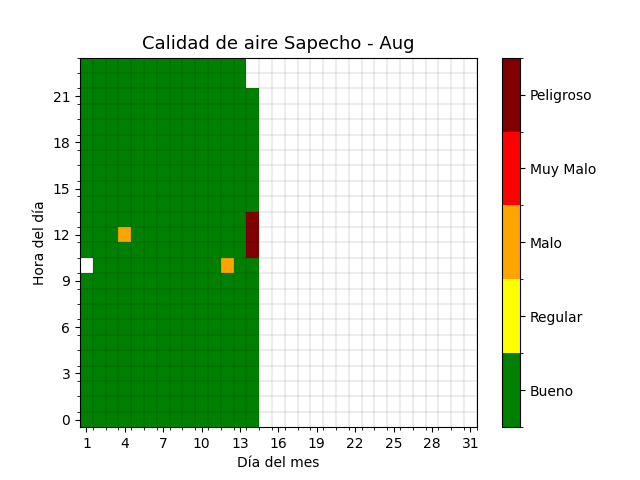 Calidad de aire Sapecho - Aug
Hora del día
21
18
15
12
9
6
3
0
1 4 7 10 13 16 19 22 25 28 31
Día del mes
Peligroso
Muy Malo
Malo
Regular
Bueno